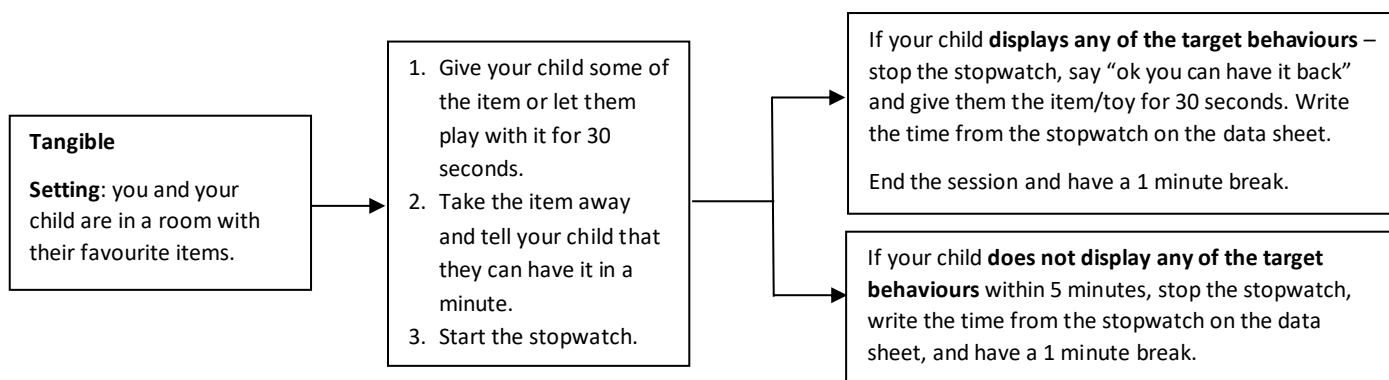 Tangible
Setting: you and your
child are in a room with
their favourite items.
1. Give your child some of
the item or let them
play with it for 30
seconds.
2. Take the item away
and tell your child that
they can have it in a
minute.
3. Start the stopwatch.
If your child displays any of the target behaviours –
stop the stopwatch, say “ok you can have it back”
and give them the item/toy for 30 seconds. Write
the time from the stopwatch on the data sheet.
End the session and have a 1 minute break.
If your child does not display any of the target
behaviours within 5 minutes, stop the stopwatch,
write the time from the stopwatch on the data
sheet, and have a 1 minute break.